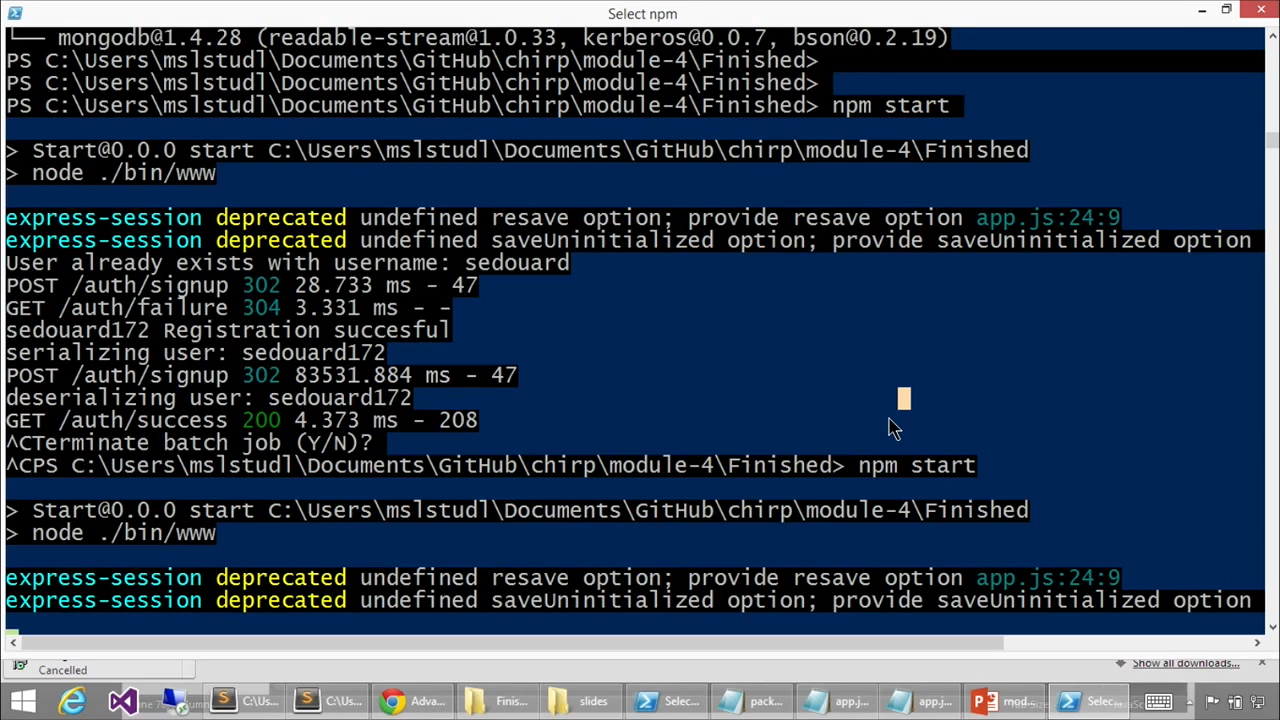 Select npm
└── mongodb@1.4.28 (readable-stream@1.0.33, kerberos@0.0.7, bson@0.2.19)
PS C:\Users\mslstudl\Documents\GitHub\chirp\module-4\Finished>
PS C:\Users\mslstudl\Documents\GitHub\chirp\module-4\Finished>
PS C:\Users\mslstudl\Documents\GitHub\chirp\module-4\Finished> npm start
> Start@0.0.0 start C:\Users\mslstudl\Documents\GitHub\chirp\module-4\Finished
> node ./bin/www
express-session deprecated undefined resave option; provide resave option app.js:24:9
express-session deprecated undefined saveUninitialized option; provide saveUninitialized option
User already exists with username: sedouard
POST /auth/signup 302 28.733 ms - 47
GET /auth/failure 304 3.331 ms - -
sedouard172 Registration succesful
serializing user: sedouard172
POST /auth/signup 302 83531.884 ms - 47
deserializing user: sedouard172
GET /auth/success 200 4.373 ms - 208
^CTerminate batch job (Y/N)?
^CPS C:\Users\mslstudl\Documents\GitHub\chirp\module-4\Finished> npm start
> Start@0.0.0 start C:\Users\mslstudl\Documents\GitHub\chirp\module-4\Finished
> node ./bin/www
express-session deprecated undefined resave option; provide resave option app.js:24:9
express-session deprecated undefined saveUninitialized option; provide saveUninitialized option
Cancelled
Show all downloads...
C:\Us...
C:\Us...
Adva...
Finis...
slides
Selec...
pack...
app.j...
app.j...
mod...
Selec...